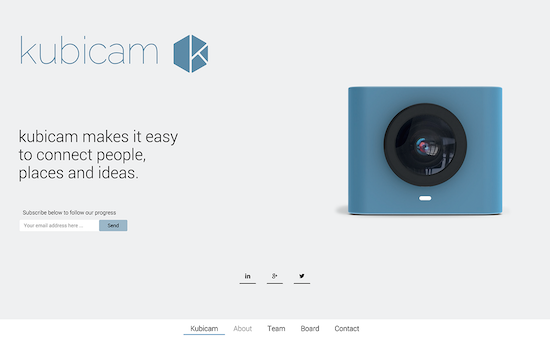 kubicam
kubicam makes it easy
to connect people,
places and ideas.
Subscribe below to follow our progress
Your email address here ...
Send
in
g+
Kubicam
About
Team
Board
Contact